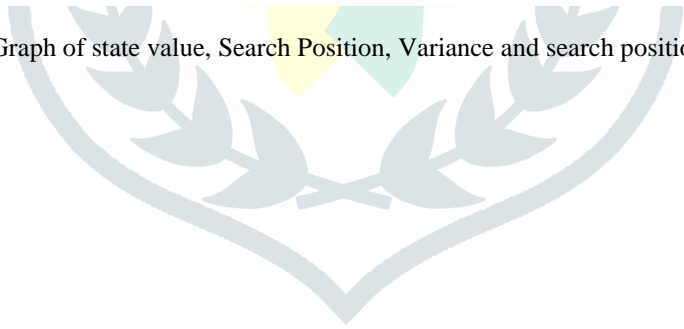 Graph of state value, Search Position, Variance and search positio